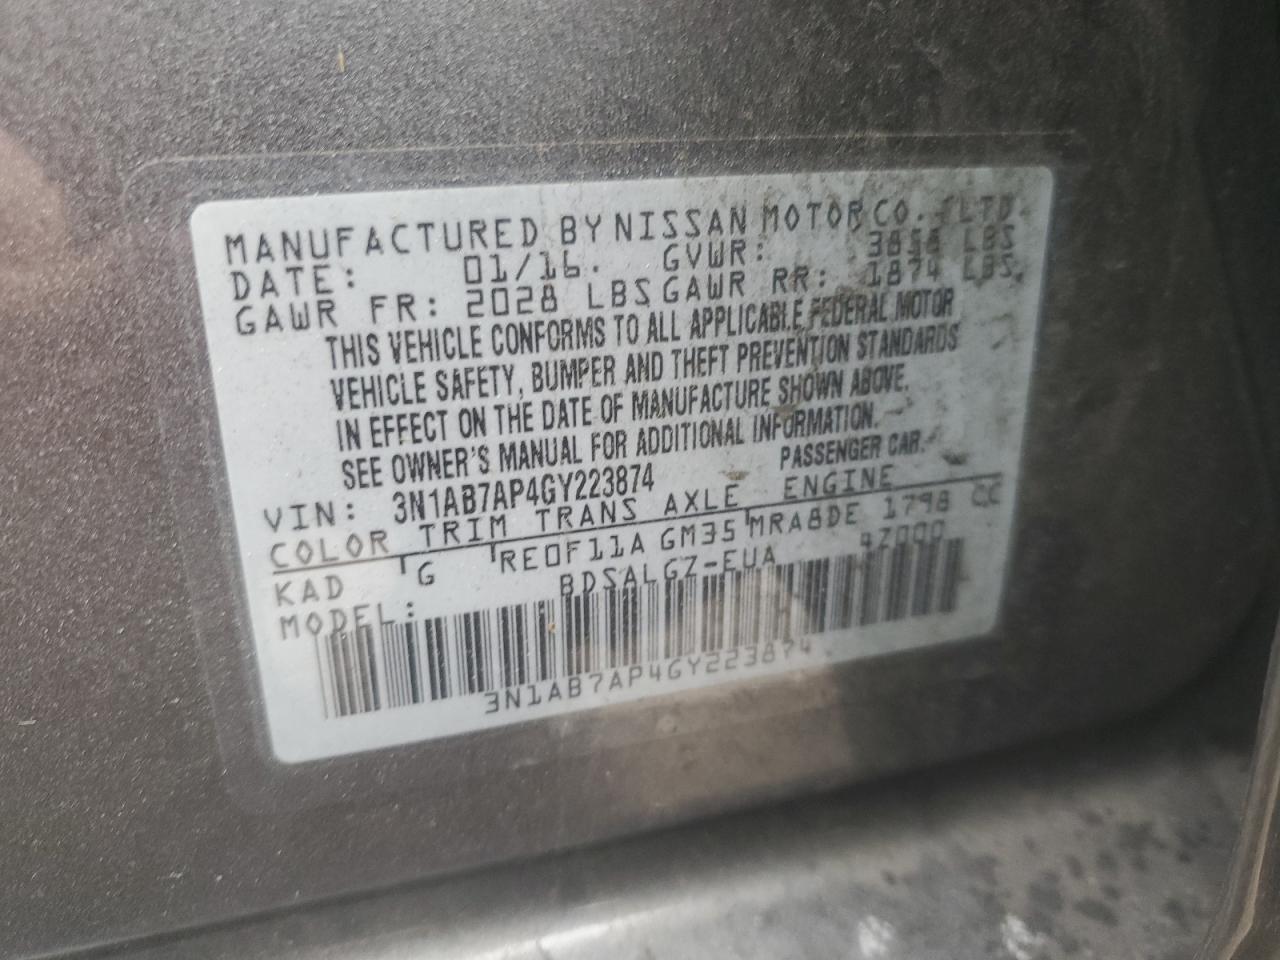 MANUFACTURED BY NISSAN MOTOR CO. LTD.
DATE: 01/16. GVWR: LBS
GAWR FR: 2028 LBS GAWR RR: 1874 LBS.
THIS VEHICLE CONFORMS TO ALL APPLICABLE FEDERAL MOTOR
VEHICLE SAFETY, BUMPER AND THEFT PREVENTION STANDARDS
IN EFFECT ON THE DATE OF MANUFACTURE SHOWN ABOVE.
SEE OWNER'S MANUAL FOR ADDITIONAL INFORMATION.
VIN: 3N1AB7AP4GY223874 PASSENGER CAR.
COLOR TRIM TRANS AXLE ENGINE
KAD G RE0F11A GM35 MRA8DE 1798 CC
MODEL: BDSALGZ-EUA 4Z000
3N1AB7AP4GY223874